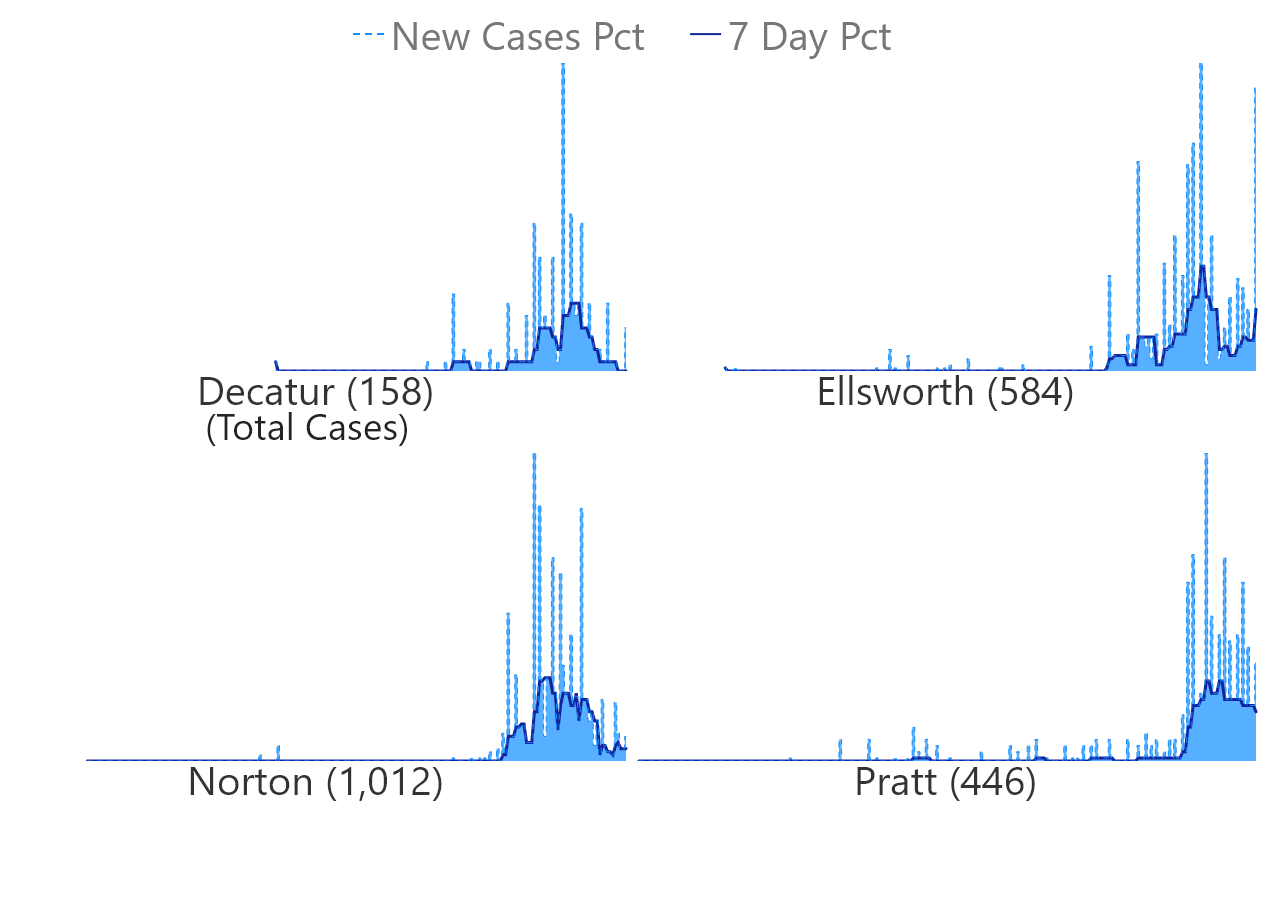 New Cases Pct 7 Day Pct
Decatur (158) Ellsworth (584)
(Total Cases)
Norton (1,012) Pratt (446)